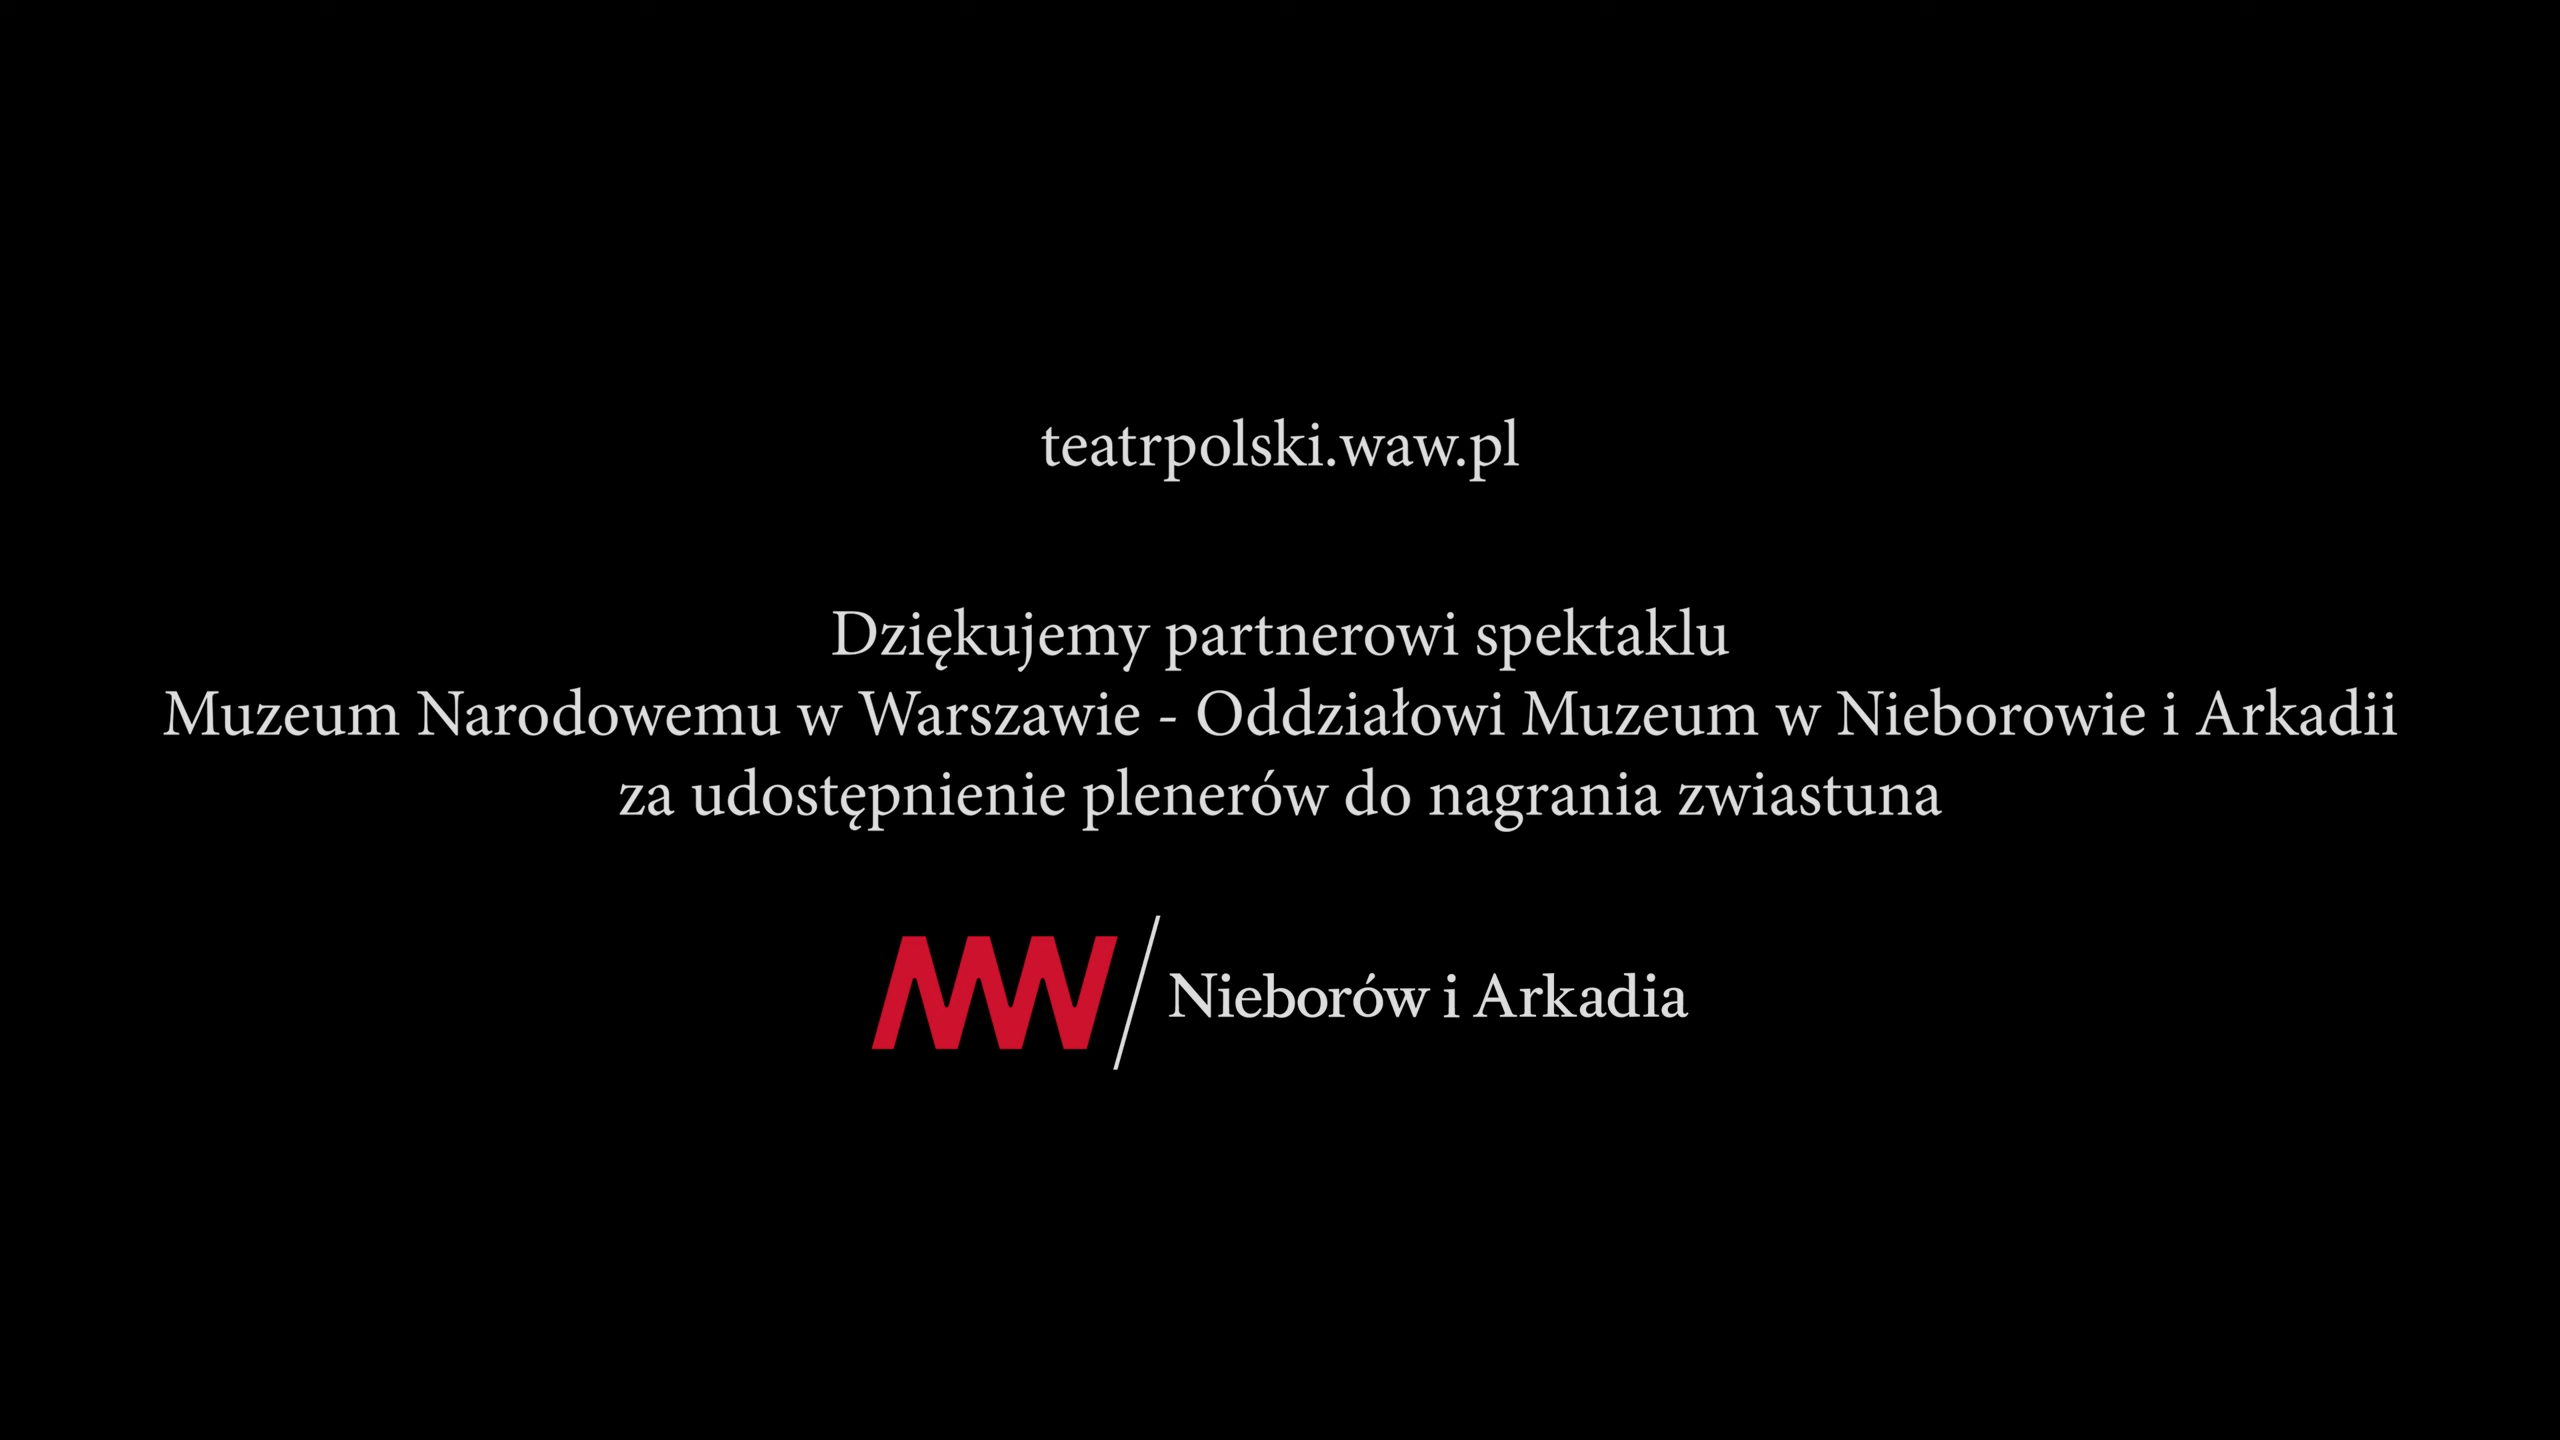 teatrpolski.waw.pl
Dziękujemy partnerowi spektaklu
Muzeum Narodowemu w Warszawie - Oddziałowi Muzeum w Nieborowie i Arkadii
za udostępnienie plenerów do nagrania zwiastuna
MNW / Nieborów i Arkadia